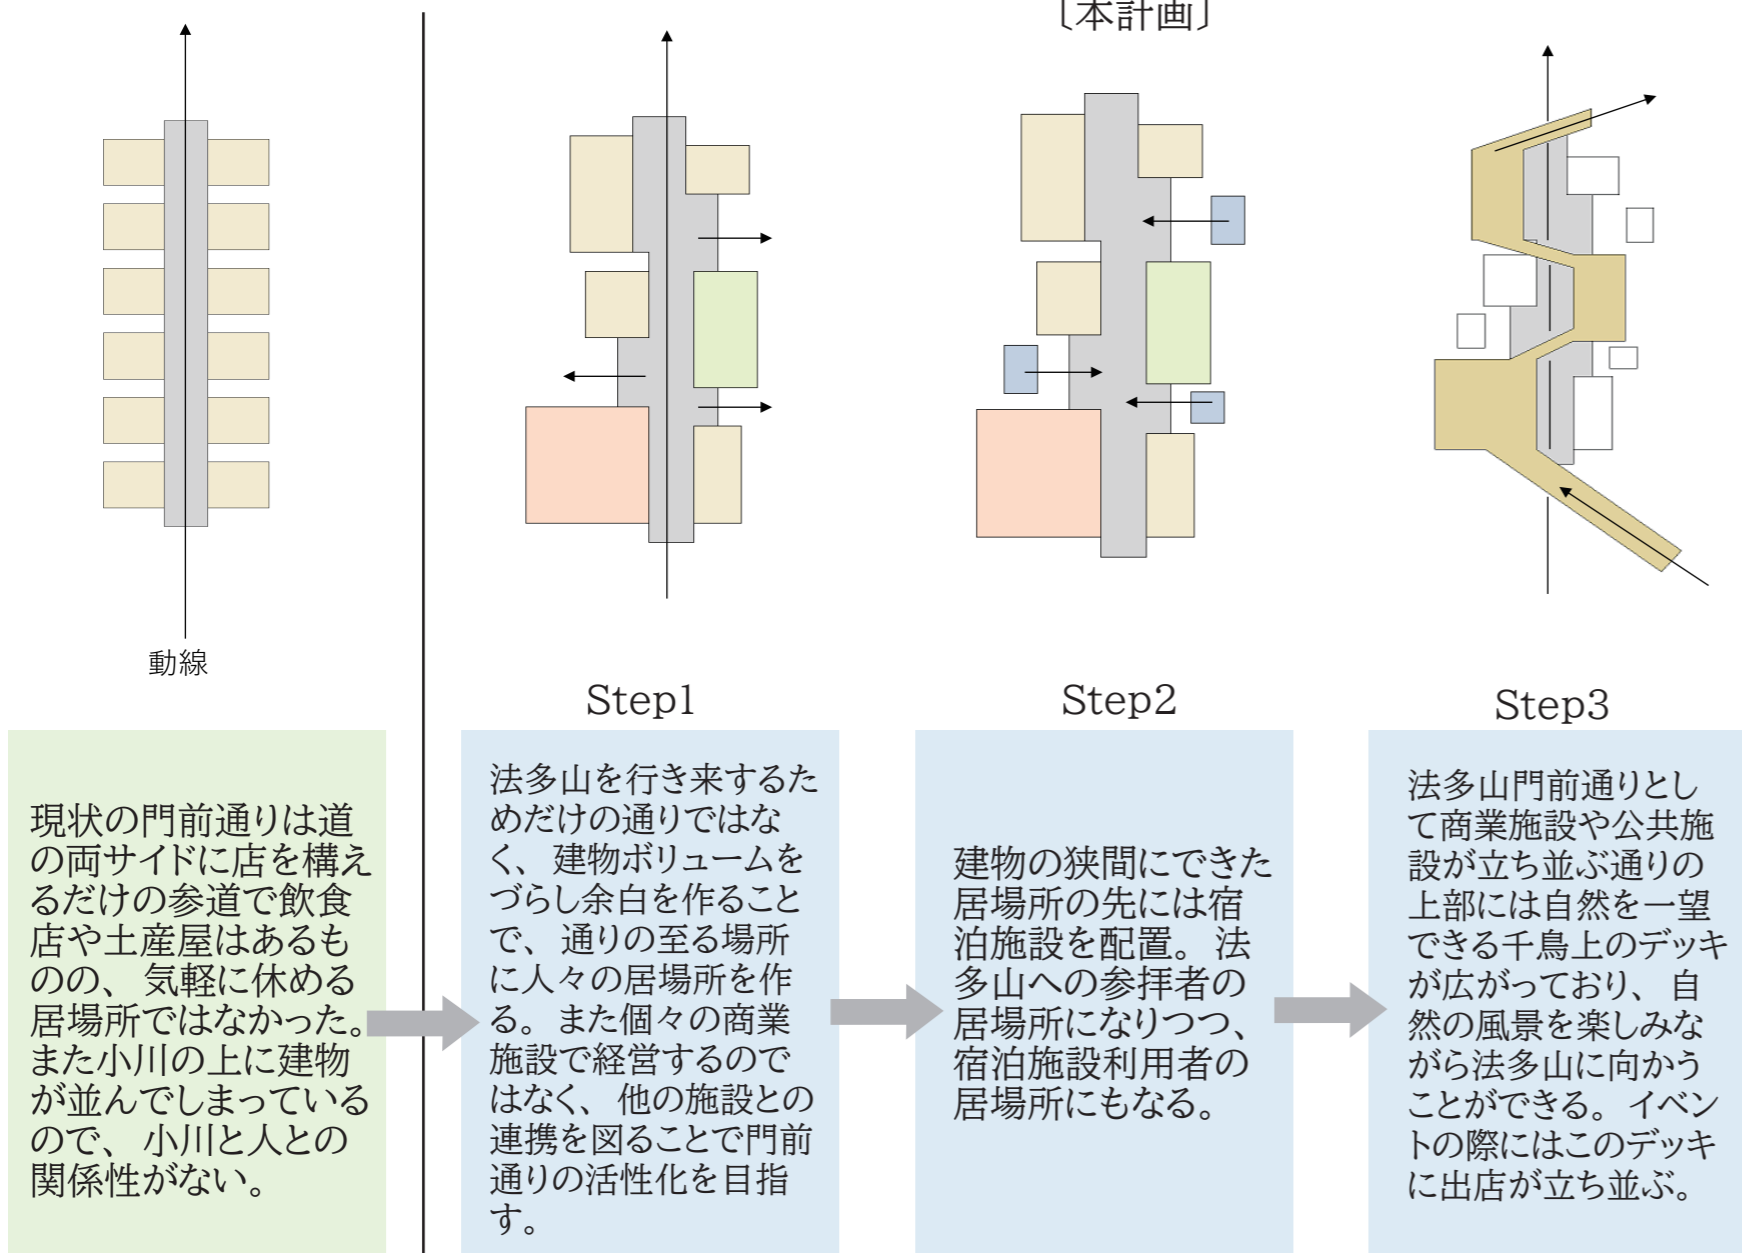 〔本計画〕
動線
現状の門前通りは道
の両サイドに店を構え
るだけの参道で飲食
店や土産屋はあるも
のの、気軽に休める
居場所ではなかった。
また小川の上に建物
が並んでしまっている
ので、小川と人との
関係性がない。
Step1
法多山を行き来するた
めだけの通りではな
く、建物ボリュームを
づらし余白を作ること
で、通りの至る場所
に人々の居場所を作
る。また個々の商業
施設で経営するので
はなく、他の施設との
連携を図ることで門前
通りの活性化を目指
す。
Step2
建物の狭間にできた
居場所の先には宿
泊施設を配置。法
多山への参拝者の
居場所になりつつ、
宿泊施設利用者の
居場所にもなる。
Step3
法多山門前通りとし
て商業施設や公共施
設が立ち並ぶ通りの
上部には自然を一望
できる千鳥上のデッキ
が広がっており、自
然の風景を楽しみな
がら法多山に向かう
ことができる。イベン
トの際にはこのデッキ
に出店が立ち並ぶ。